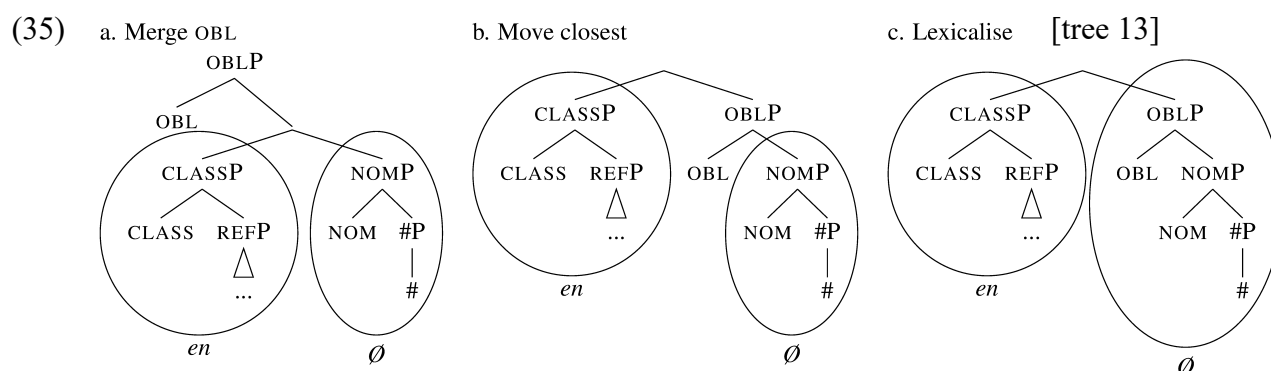 (35) a. Merge OBL b. Move closest c. Lexicalise [tree 13]
OBLP
OBL CLASSP OBLP CLASSP OBLP
CLASSP NOMP CLASS REFP OBL NOMP CLASS REFP OBL NOMP
CLASS REFP NOM #P ... NOM #P ... NOM #P
... # en # en #
en Ø Ø Ø